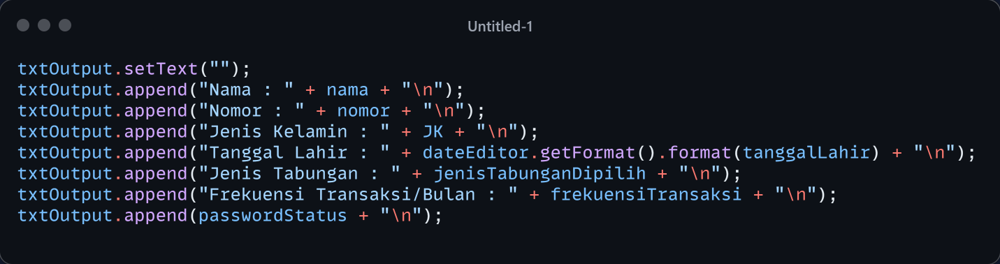 Untitled-1
txtOutput.setText("");
txtOutput.append("Nama : " + nama + "\n");
txtOutput.append("Nomor : " + nomor + "\n");
txtOutput.append("Jenis Kelamin : " + JK + "\n");
txtOutput.append("Tanggal Lahir : " + dateEditor.getFormat().format(tanggalLahir) + "\n");
txtOutput.append("Jenis Tabungan : " + jenisTabunganDipilih + "\n");
txtOutput.append("Frekuensi Transaksi/Bulan : " + frekuensiTransaksi + "\n");
txtOutput.append(passwordStatus + "\n");